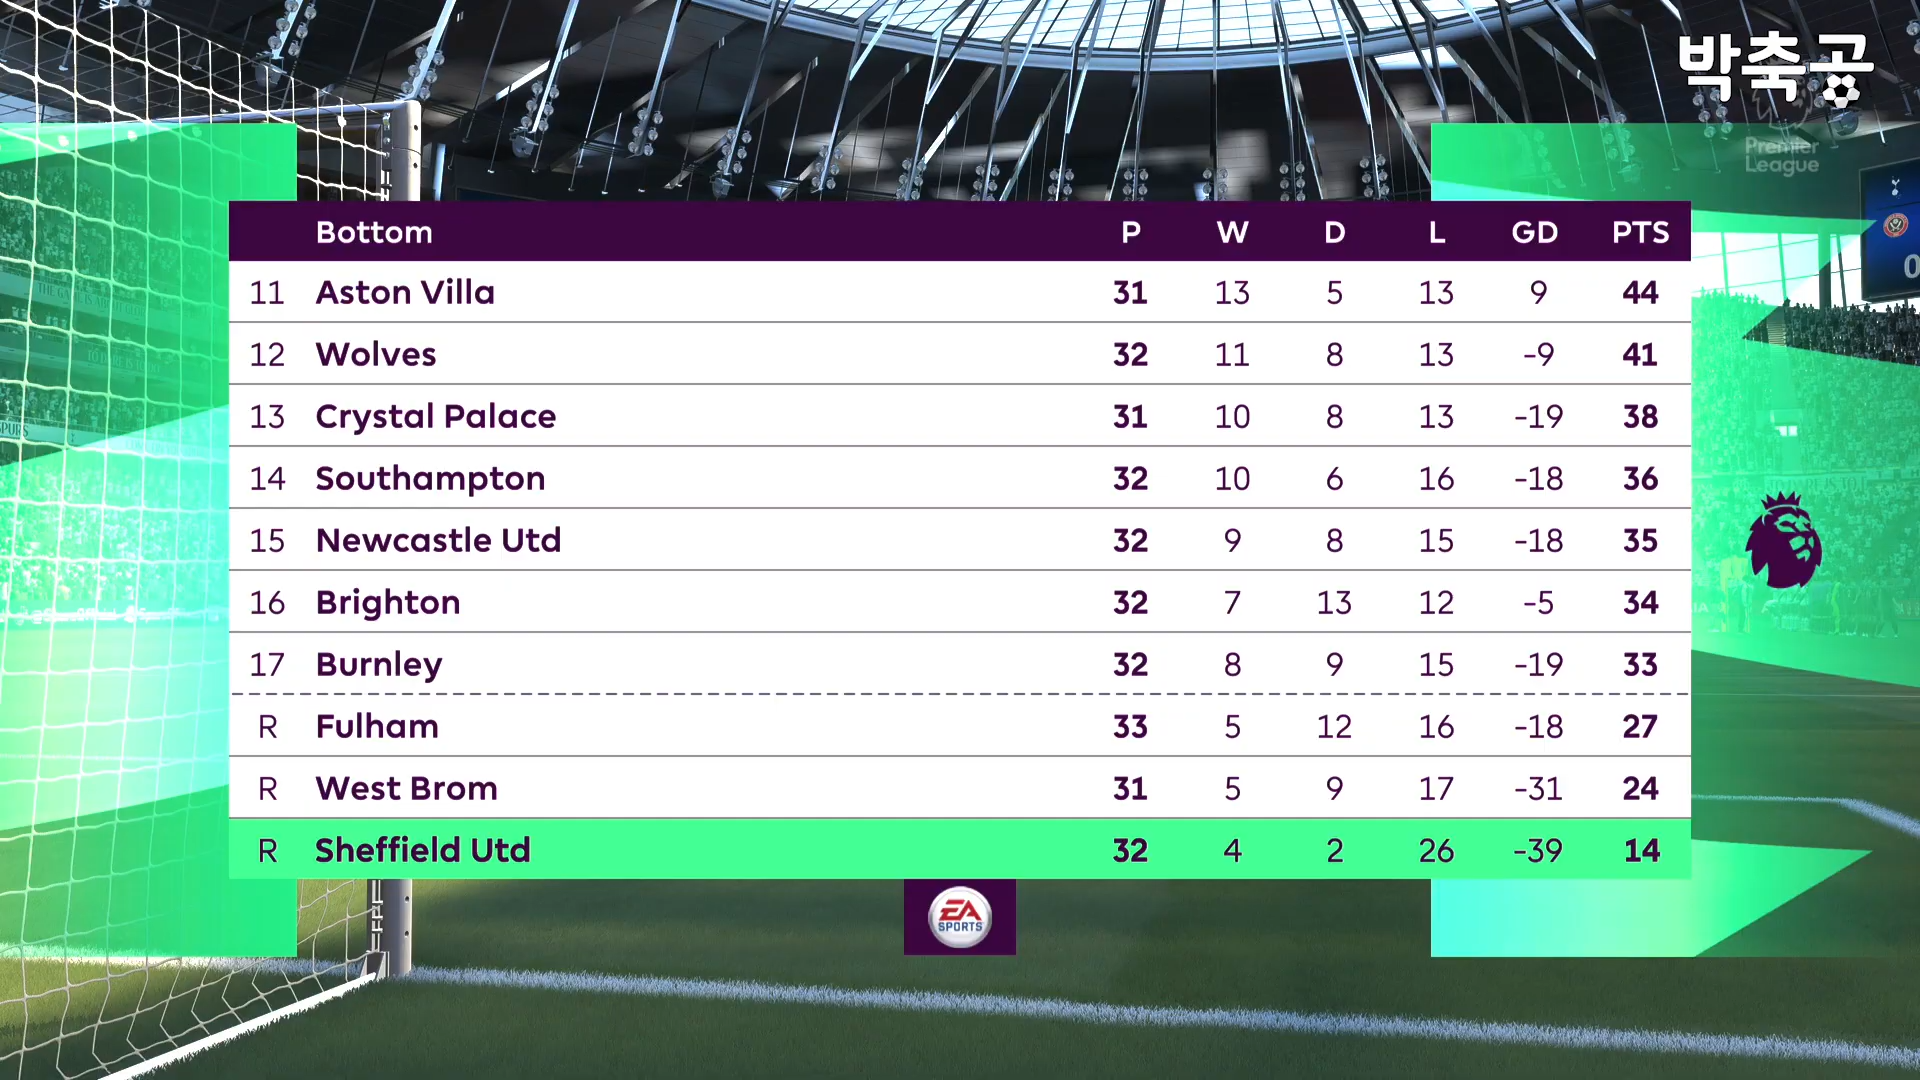 박축공
Premier
League
Bottom P W D L GD PTS
11 Aston Villa 31 13 5 13 9 44
12 Wolves 32 11 8 13 -9 41
13 Crystal Palace 31 10 8 13 -19 38
14 Southampton 32 10 6 16 -18 36
15 Newcastle Utd 32 9 8 15 -18 35
16 Brighton 32 7 13 12 -5 34
17 Burnley 32 8 9 15 -19 33
R Fulham 33 5 12 16 -18 27
R West Brom 31 5 9 17 -31 24
R Sheffield Utd 32 4 2 26 -39 14
EA
SPORTS
SPURS
0